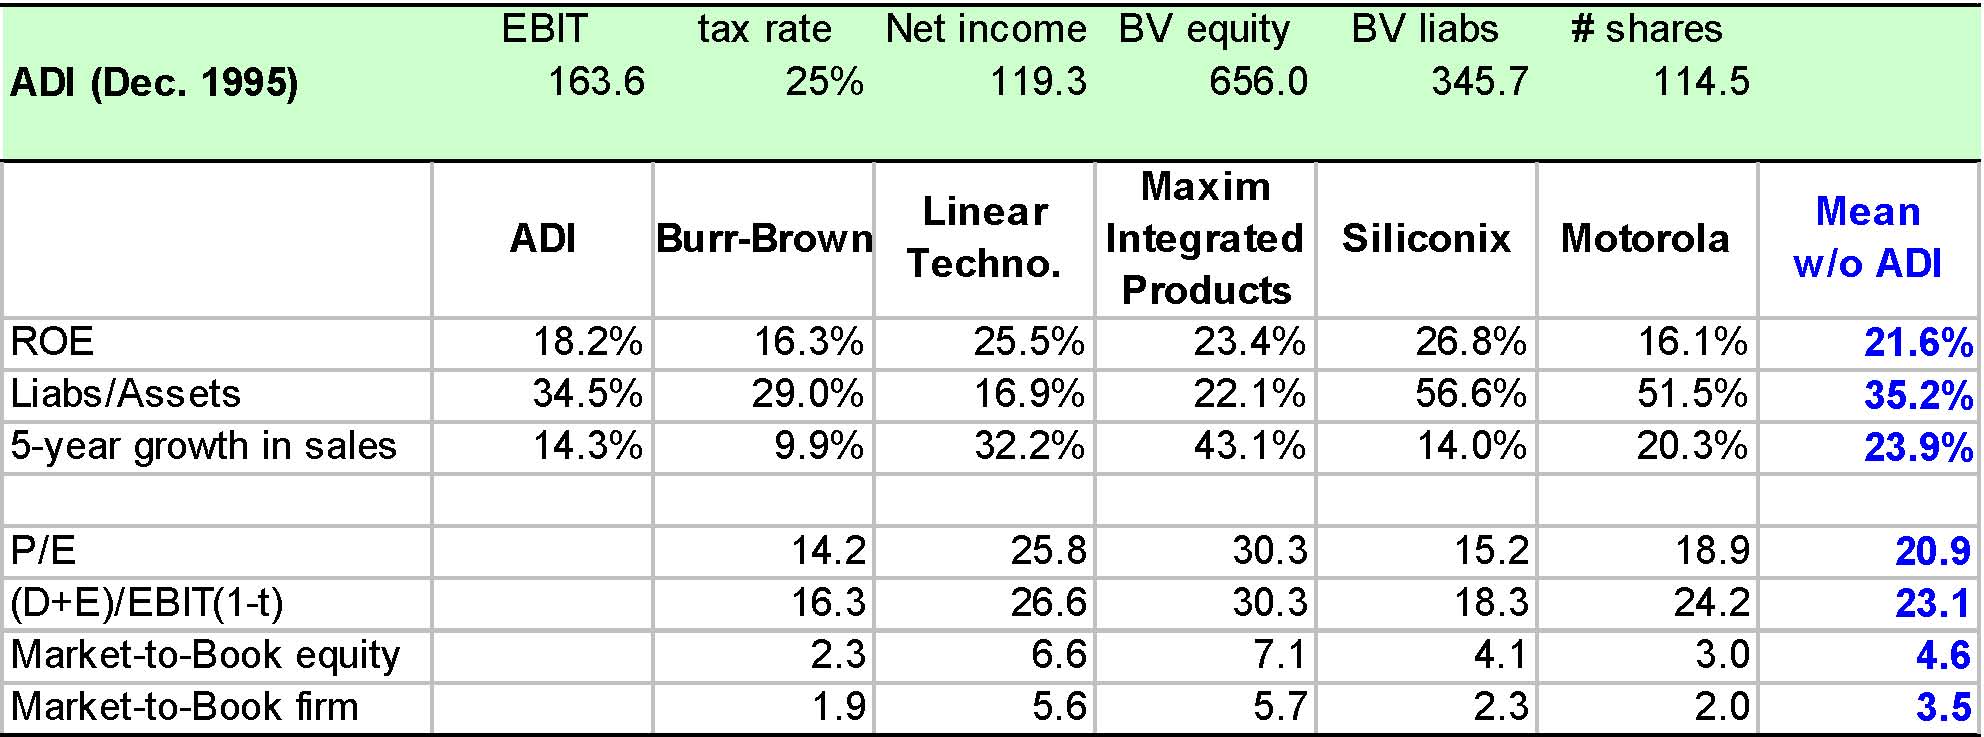 EBIT tax rate Net income BV equity BV liabs # shares
ADI (Dec. 1995) 163.6 25% 119.3 656.0 345.7 114.5
ADI Burr-Brown Linear Techno. Maxim Integrated Products Siliconix Motorola Mean w/o ADI
ROE 18.2% 16.3% 25.5% 23.4% 26.8% 16.1% 21.6%
Liabs/Assets 34.5% 29.0% 16.9% 22.1% 56.6% 51.5% 35.2%
5-year growth in sales 14.3% 9.9% 32.2% 43.1% 14.0% 20.3% 23.9%
P/E 14.2 25.8 30.3 15.2 18.9 20.9
(D+E)/EBIT(1-t) 16.3 26.6 30.3 18.3 24.2 23.1
Market-to-Book equity 2.3 6.6 7.1 4.1 3.0 4.6
Market-to-Book firm 1.9 5.6 5.7 2.3 2.0 3.5